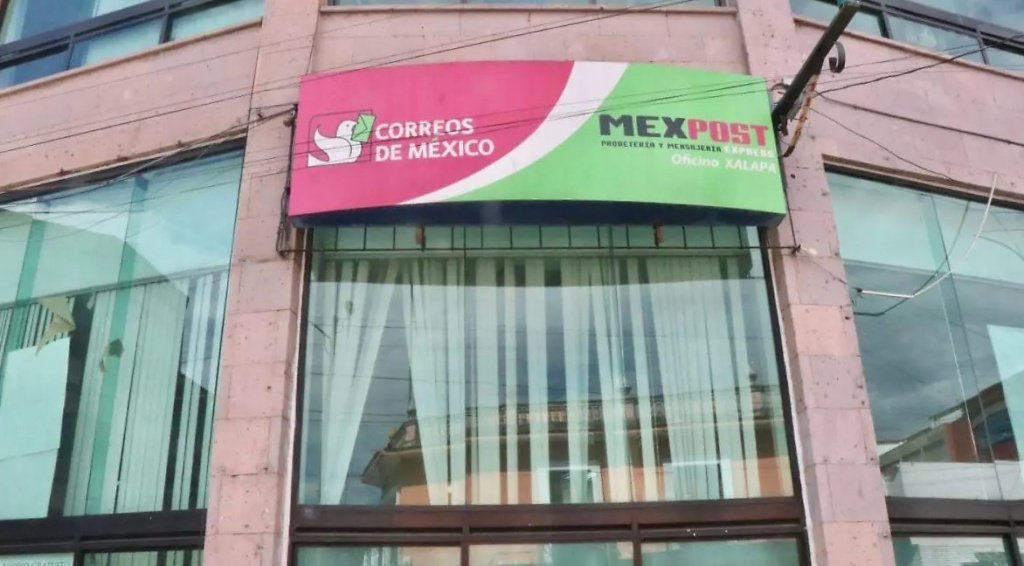 CORREOS
DE MÉXICO
MEXPOST
PAQUETERÍA Y MENSAJERÍA EXPRESS
Oficina XALAPA